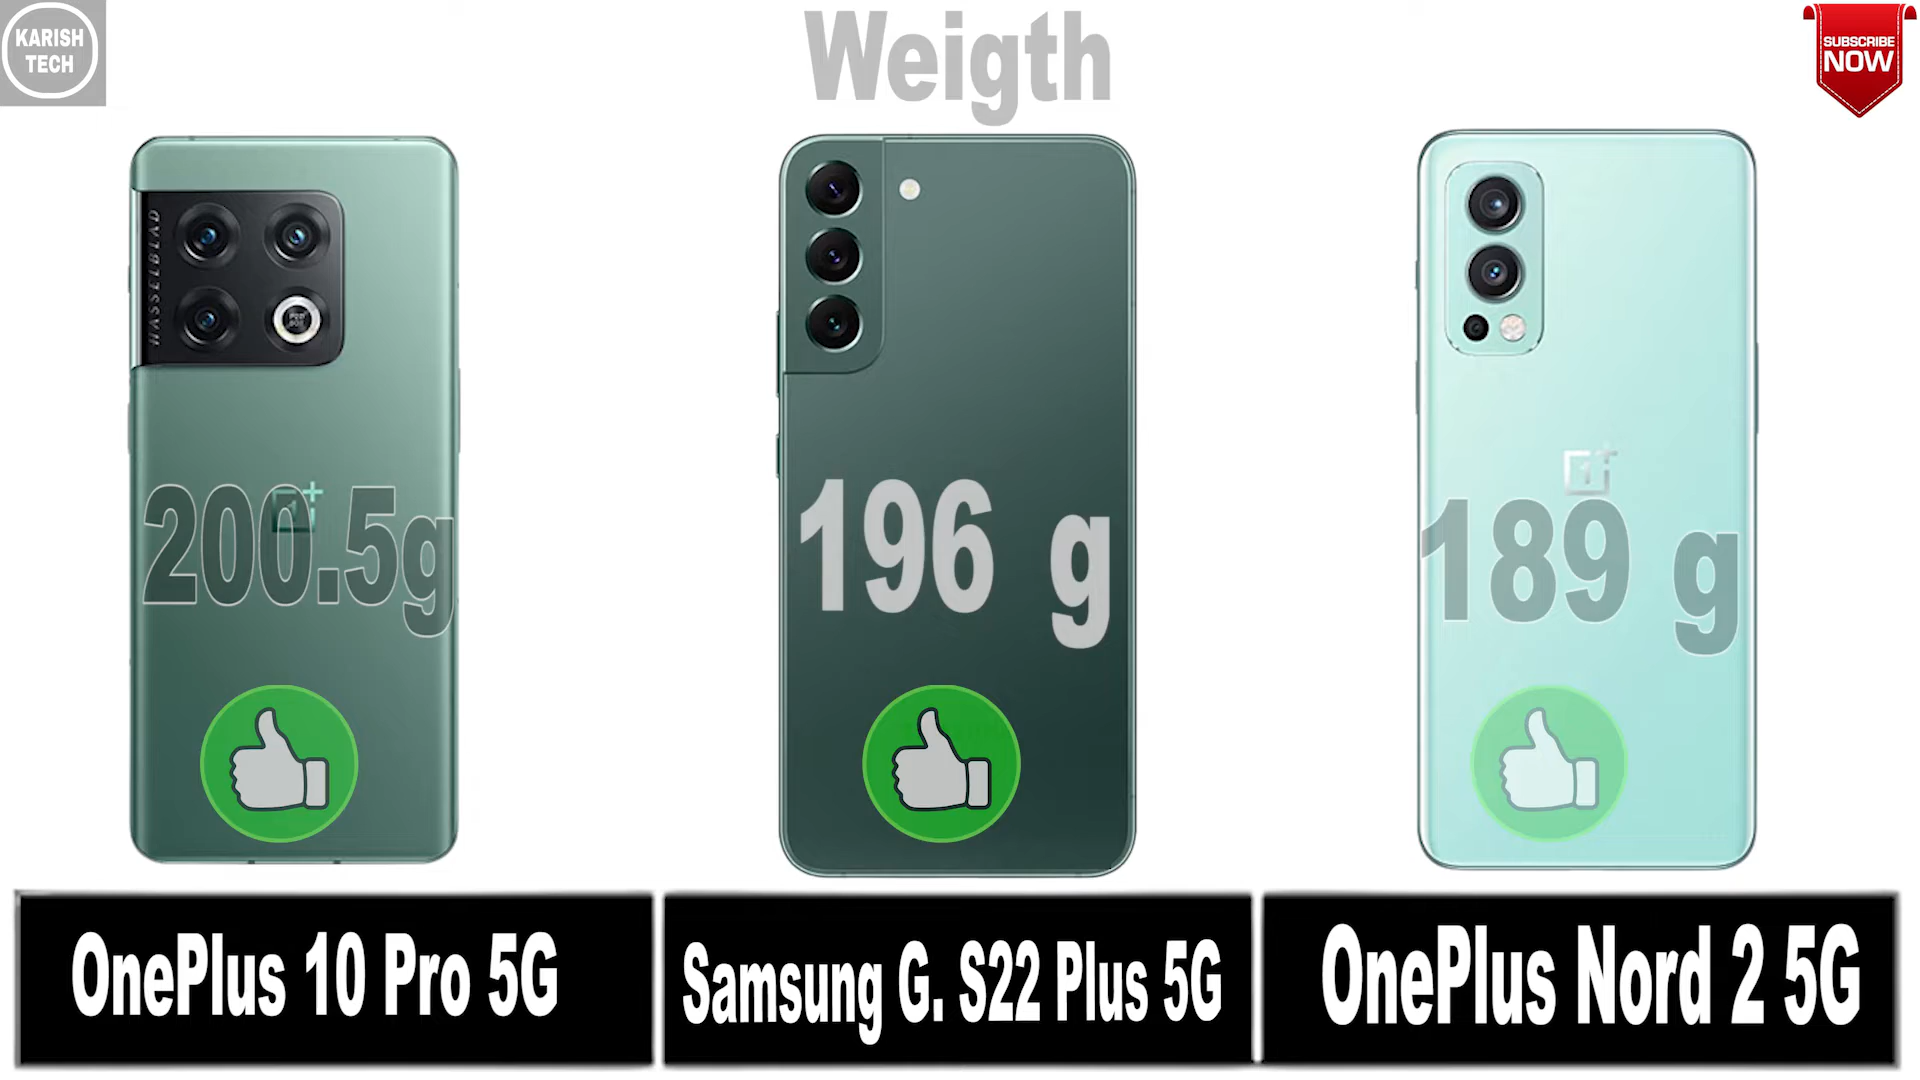 KARISH
TECH
Weigth
SUBSCRIBE
NOW
HASSELBLAD
200.5g
196 g
189 g
OnePlus 10 Pro 5G
Samsung G. S22 Plus 5G
OnePlus Nord 2 5G